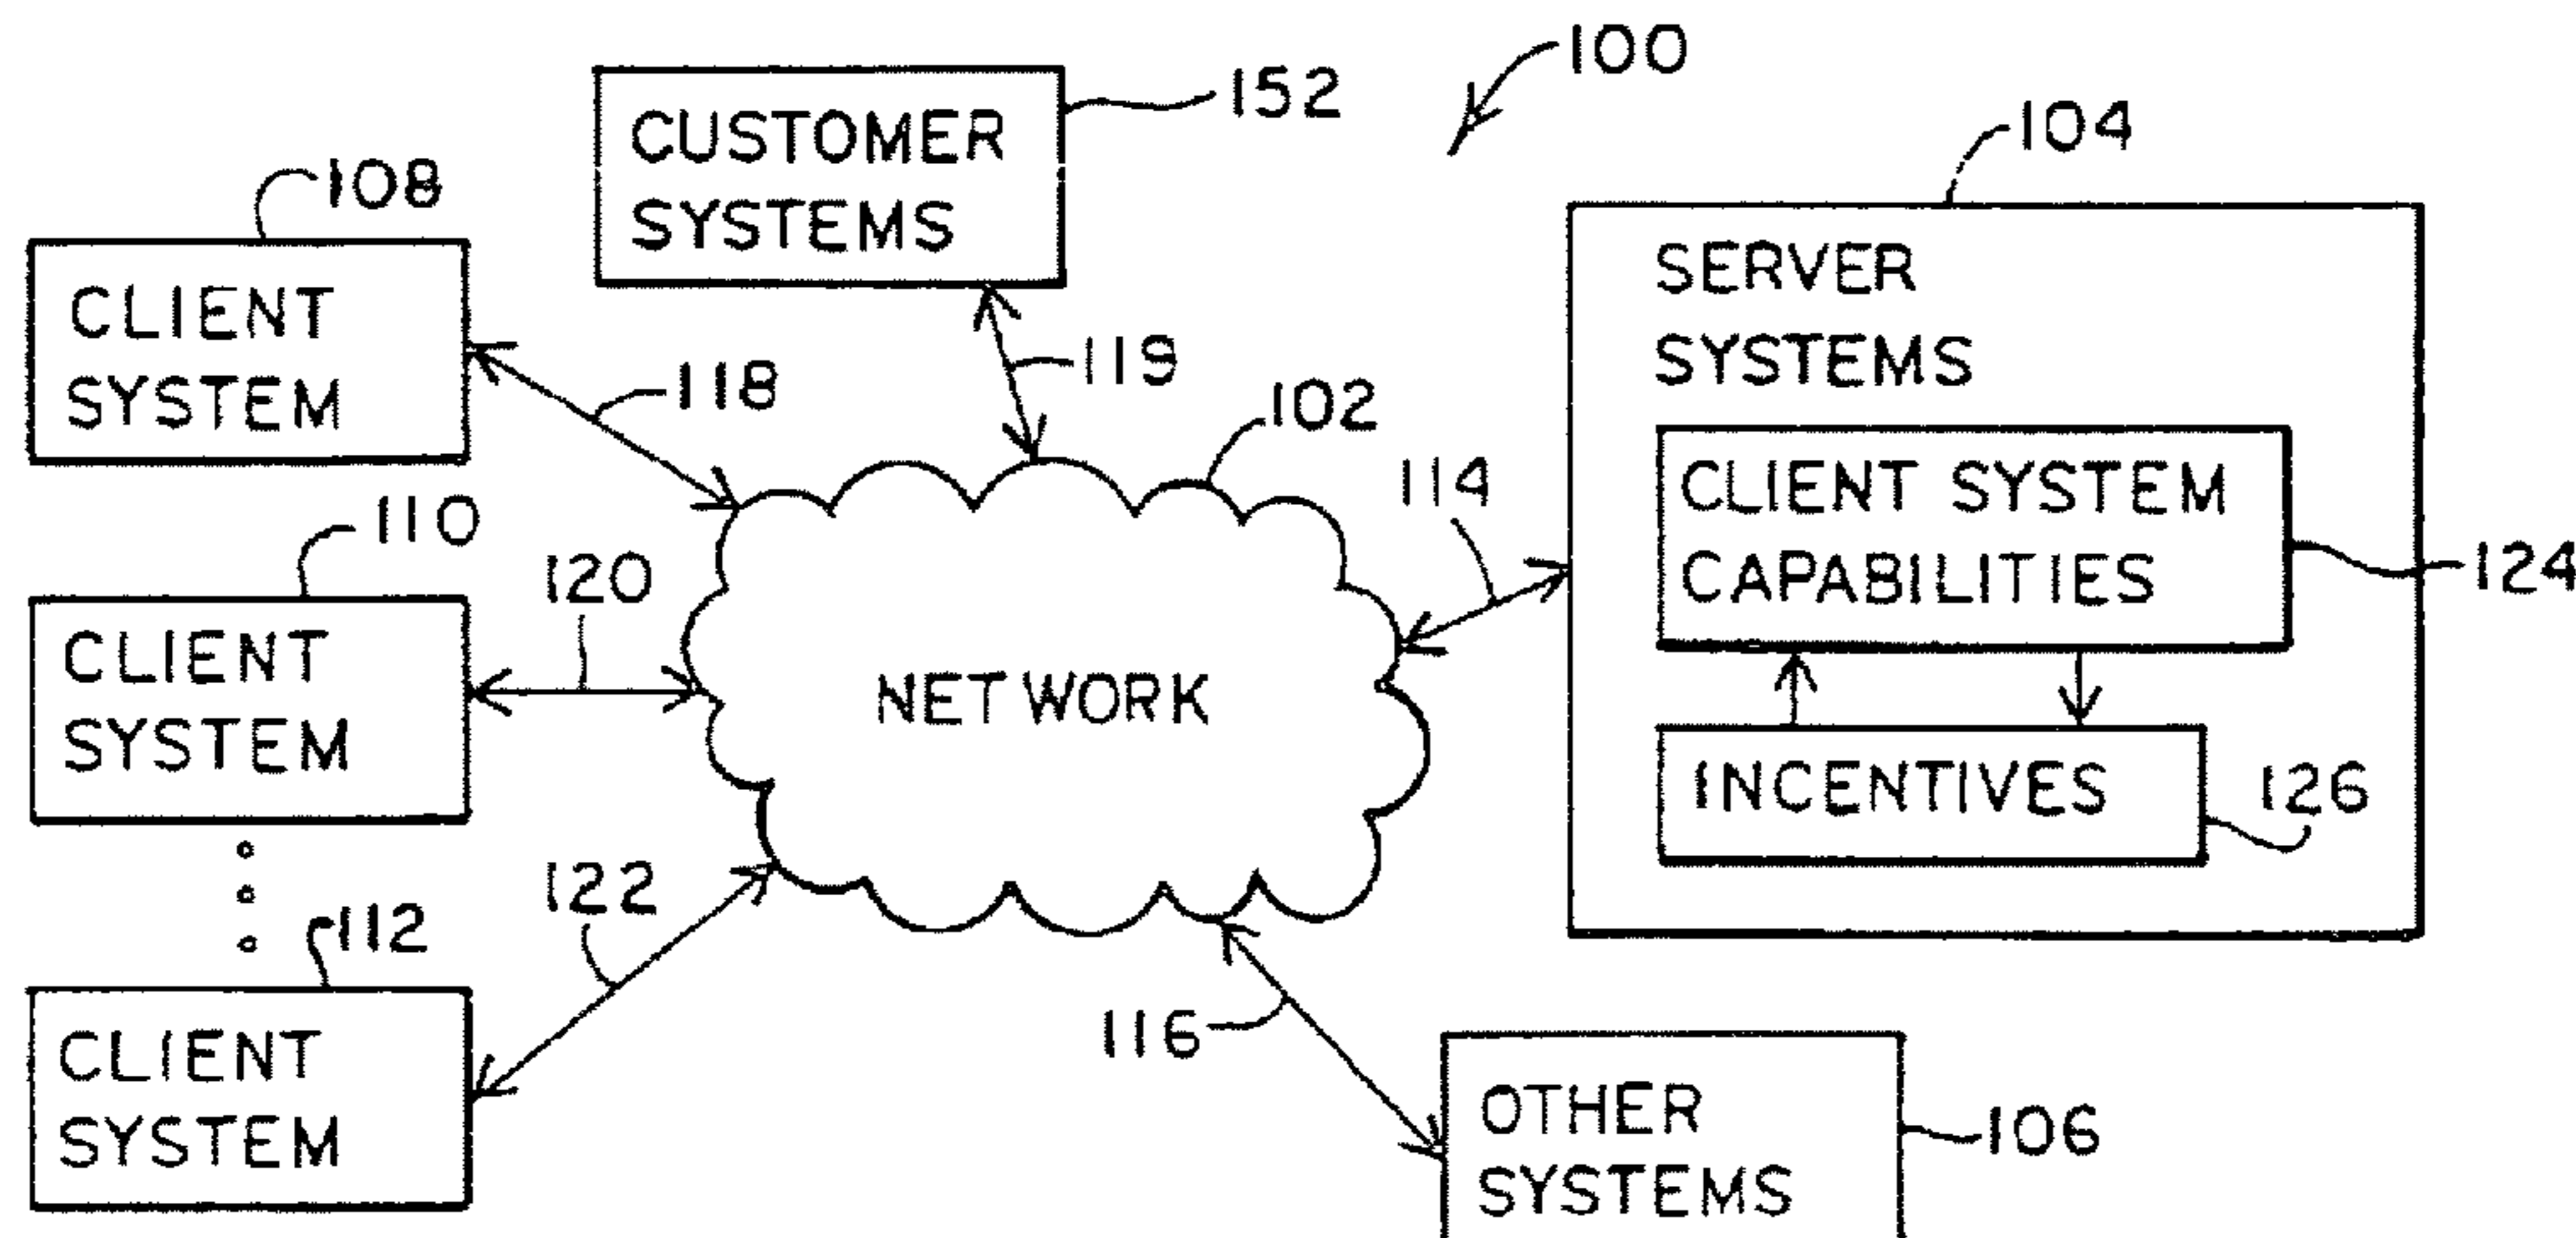 100
152
CUSTOMER
SYSTEMS
104
108
CLIENT
SYSTEM
SERVER
SYSTEMS
119
118
102
114
CLIENT SYSTEM
CAPABILITIES
124
110
120
CLIENT
SYSTEM
NETWORK
INCENTIVES
126
122
112
CLIENT
SYSTEM
116
OTHER
SYSTEMS
106